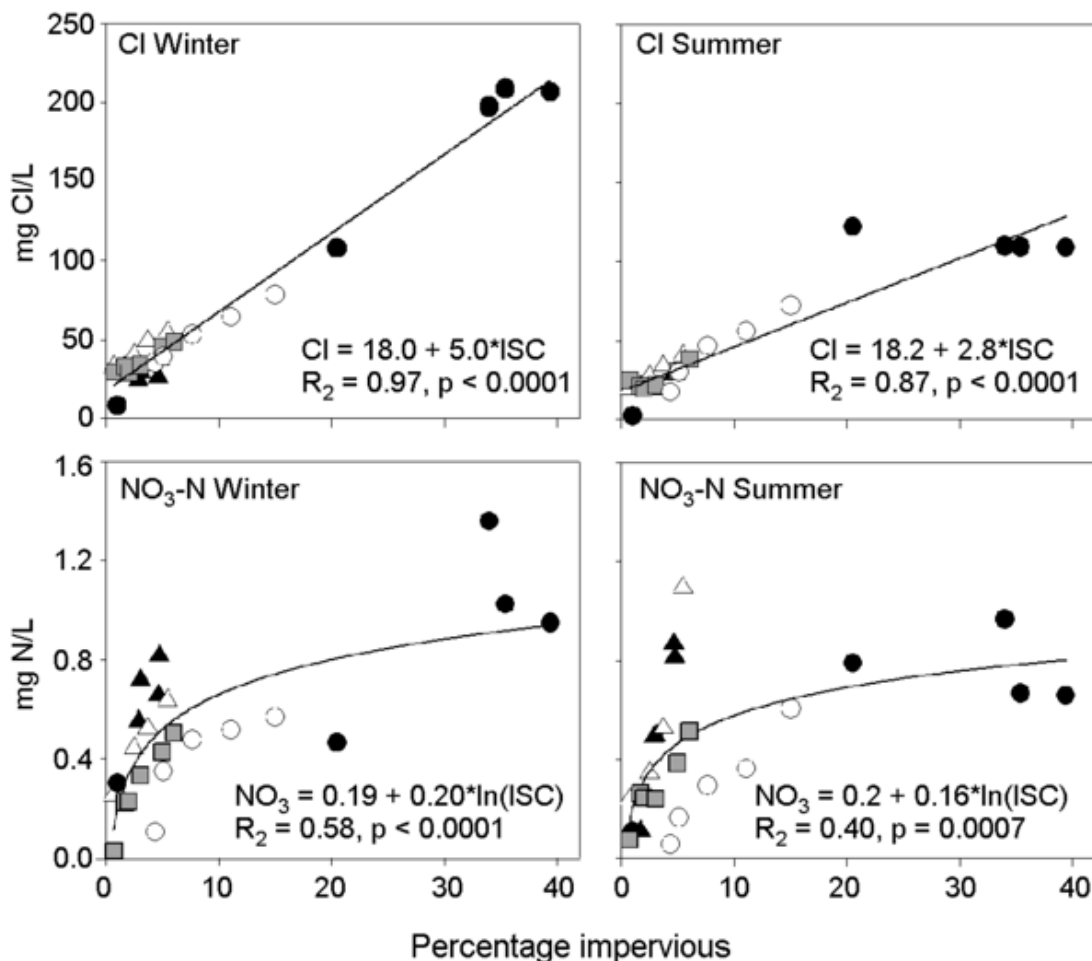 Cl Winter
Cl = 18.0 + 5.0*ISC
R₂ = 0.97, p < 0.0001
250
200
150
100
50
0
mg Cl/L
Cl Summer
Cl = 18.2 + 2.8*ISC
R₂ = 0.87, p < 0.0001
NO₃-N Winter
NO₃ = 0.19 + 0.20*ln(ISC)
R₂ = 0.58, p < 0.0001
1.6
1.2
0.8
0.4
0.0
mg N/L
0 10 20 30 40
NO₃-N Summer
NO₃ = 0.2 + 0.16*ln(ISC)
R₂ = 0.40, p = 0.0007
0 10 20 30 40
Percentage impervious